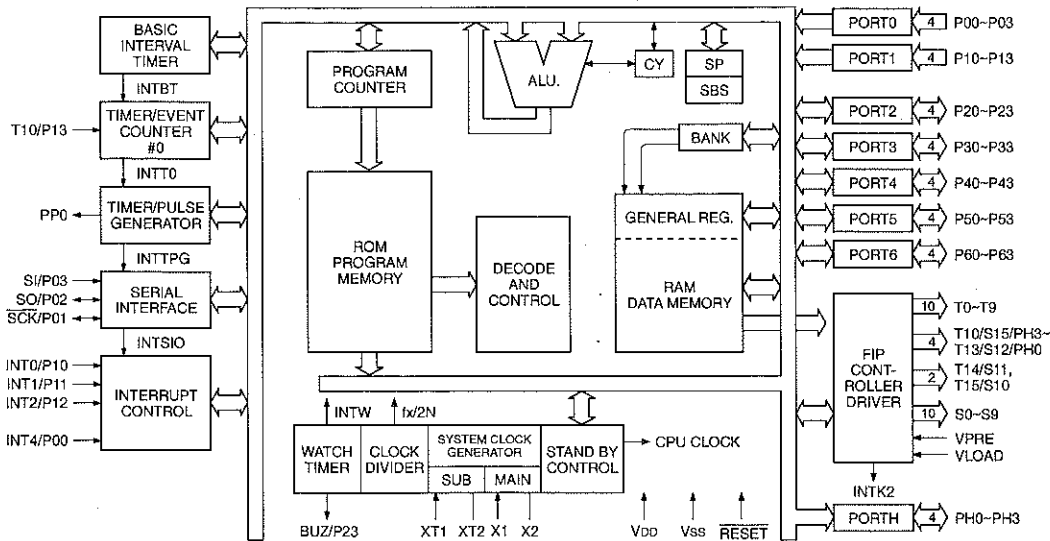 BASIC
INTERVAL
TIMER
INTBT
T10/P13
TIMER/EVENT
COUNTER
#0
INTT0
PP0
TIMER/PULSE
GENERATOR
INTTPG
SI/P03
SO/P02
SCK/P01
SERIAL
INTERFACE
INTSIO
INT0/P10
INT1/P11
INT2/P12
INT4/P00
INTERRUPT
CONTROL
PROGRAM
COUNTER
ALU.
CY
SP
SBS
BANK
ROM
PROGRAM
MEMORY
DECODE
AND
CONTROL
GENERAL REG.
RAM
DATA MEMORY
INTW
fx/2N
WATCH
TIMER
CLOCK
DIVIDER
SYSTEM CLOCK
GENERATOR
SUB
MAIN
STAND BY
CONTROL
CPU CLOCK
BUZ/P23
XT1
XT2
X1
X2
VDD
VSS
RESET
PORT0
4
P00~P03
PORT1
4
P10~P13
PORT2
4
P20~P23
PORT3
4
P30~P33
PORT4
4
P40~P43
PORT5
4
P50~P53
PORT6
4
P60~P63
FIP
CONT-
ROLLER
DRIVER
10
T0~T9
4
T10/S15/PH3~
T13/S12/PH0
2
T14/S11,
T15/S10
10
S0~S9
VPRE
VLOAD
INTK2
PORTH
4
PH0~PH3